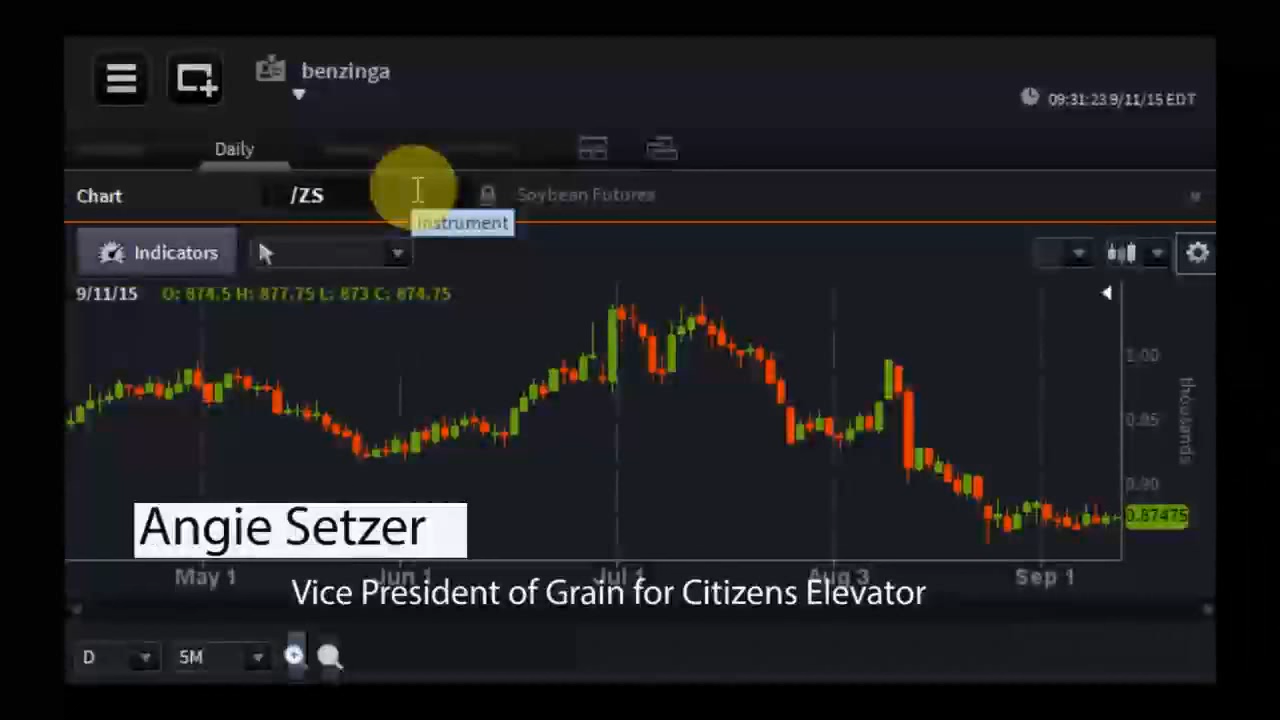 benzinga
09:31:23 9/11/15 EDT
Daily
Chart /ZS Soybean Futures
Instrument
Indicators
9/11/15 O: 874.5 H: 877.75 L: 873 C: 874.75
1.00
0.95
thousands
0.90
0.87475
Angie Setzer
May 1 Jun 1 Jul 1 Aug 3 Sep 1
Vice President of Grain for Citizens Elevator
D 5M